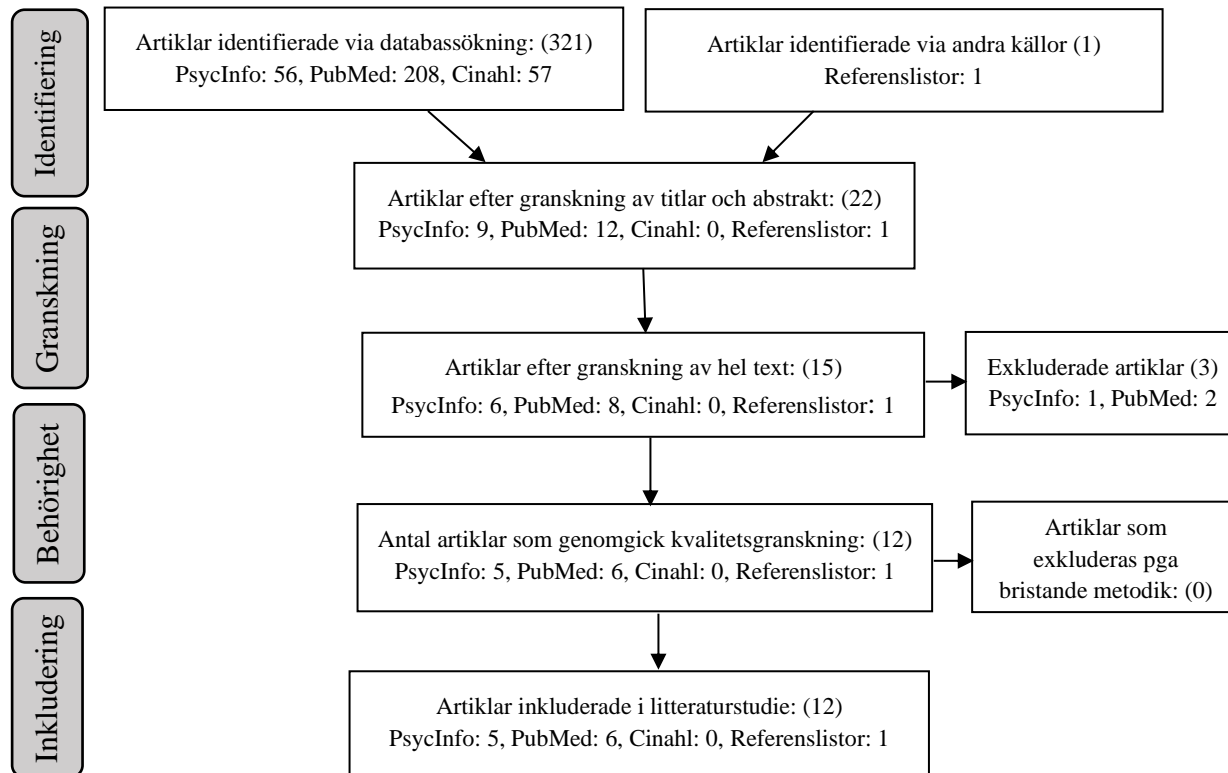 Identifiering
Artiklar identifierade via databassökning: (321)
PsycInfo: 56, PubMed: 208, Cinahl: 57
Artiklar identifierade via andra källor (1)
Referenslistor: 1
Artiklar efter granskning av titlar och abstrakt: (22)
PsycInfo: 9, PubMed: 12, Cinahl: 0, Referenslistor: 1
Granskning
Artiklar efter granskning av hel text: (15)
PsycInfo: 6, PubMed: 8, Cinahl: 0, Referenslistor: 1
Exkluderade artiklar (3)
PsycInfo: 1, PubMed: 2
Behörighet
Antal artiklar som genomgick kvalitetsgranskning: (12)
PsycInfo: 5, PubMed: 6, Cinahl: 0, Referenslistor: 1
Artiklar som
exkluderas pga
bristande metodik: (0)
Inkludering
Artiklar inkluderade i litteraturstudie: (12)
PsycInfo: 5, PubMed: 6, Cinahl: 0, Referenslistor: 1